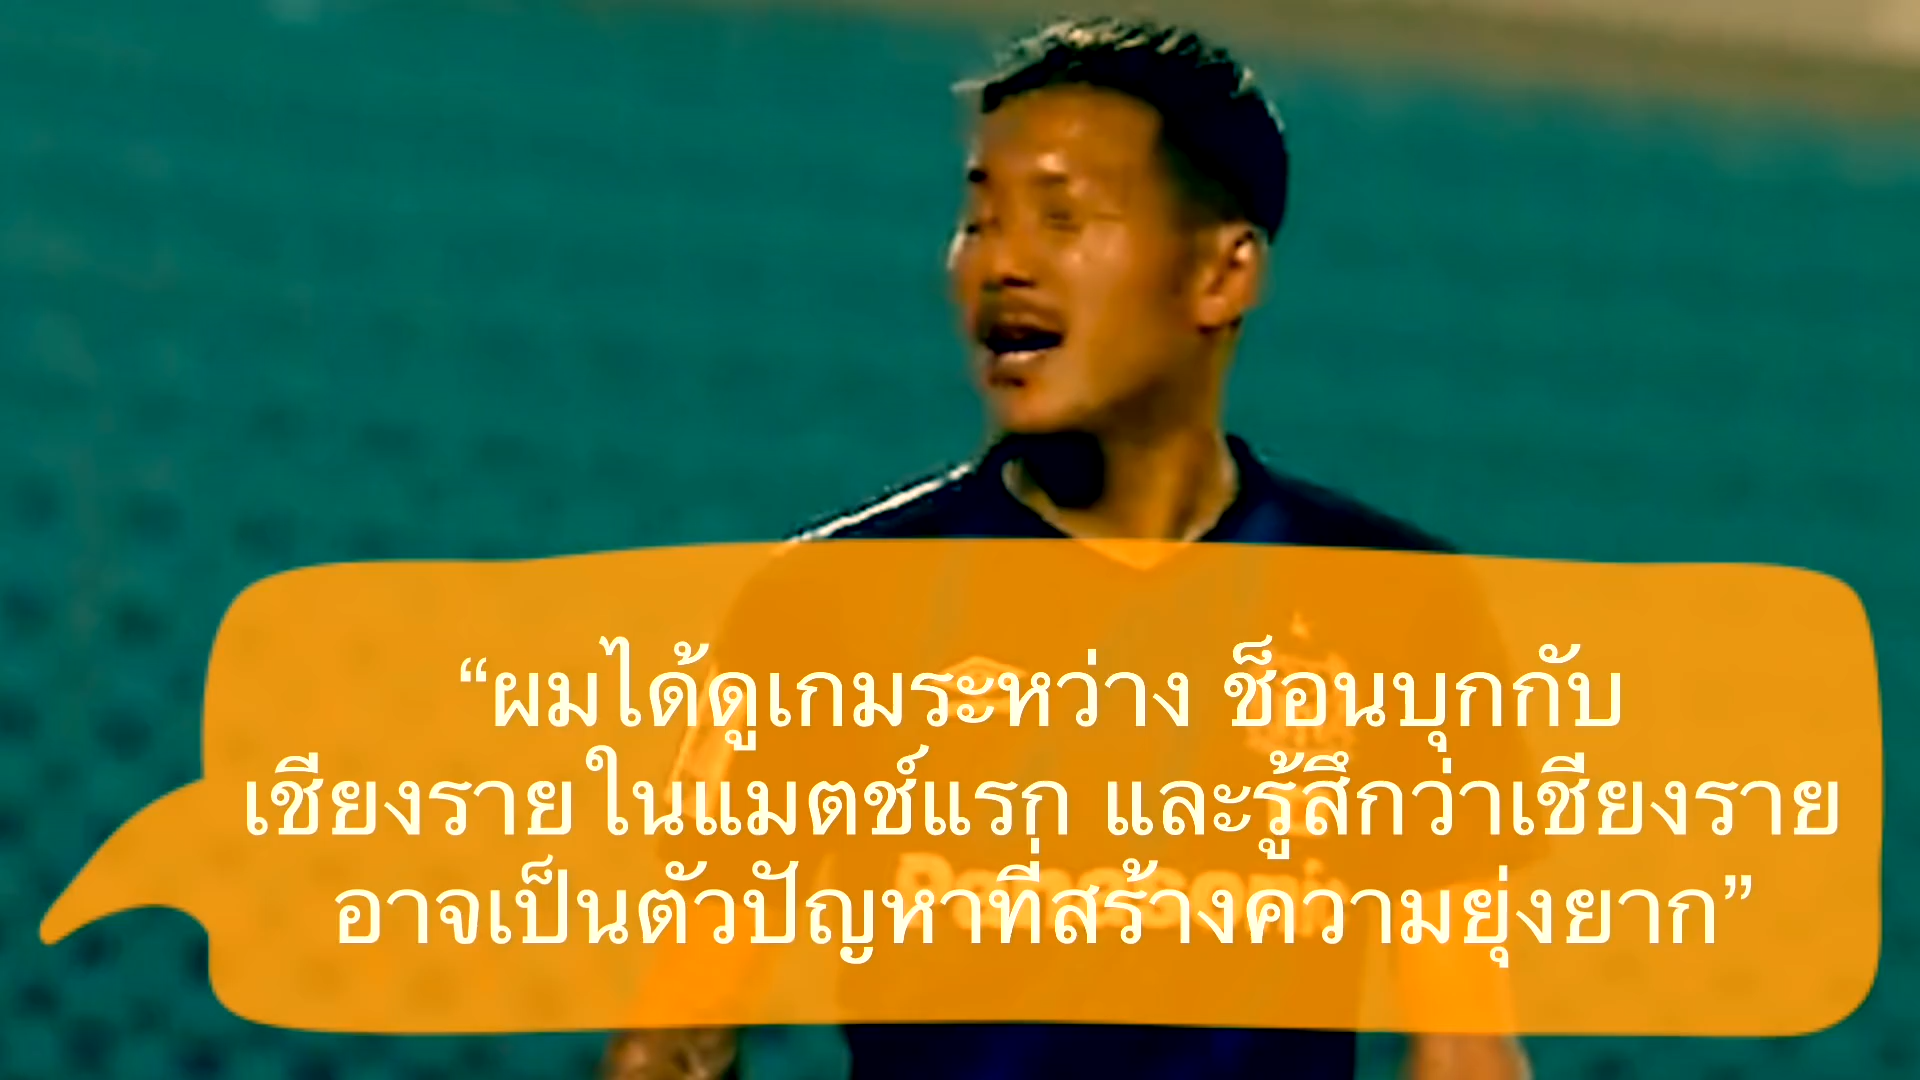 “ผมได้ดูเกมระหว่าง ช็อนบุกกับ
เชียงรายในแมตช์แรก และรู้สึกว่าเชียงราย
อาจเป็นตัวปัญหาที่สร้างความยุ่งยาก”
Panasonic